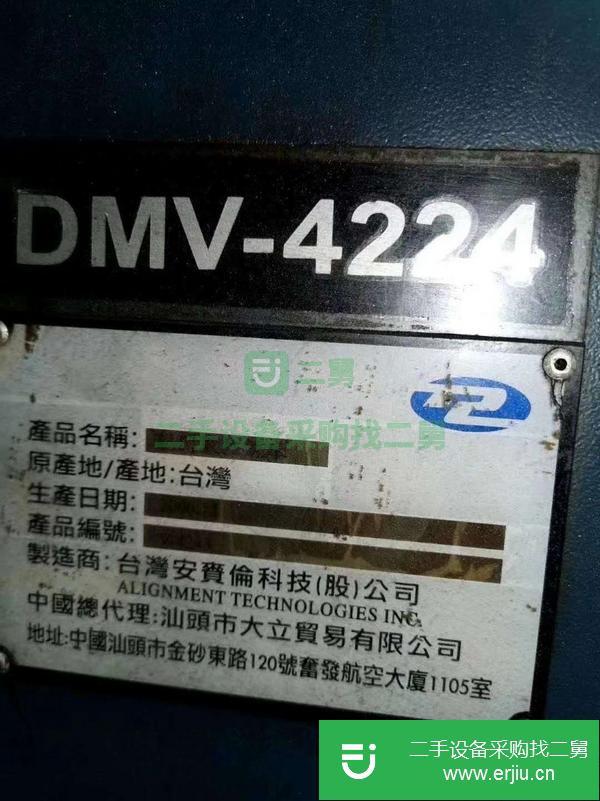 DMV-4224
二舅
二手设备采购找二舅
產品名稱:
原產地/產地:台灣
生產日期:
產品編號:
製造商:台灣安賚倫科技(股)公司
ALIGNMENT TECHNOLOGIES INC.
中國總代理:汕頭市大立貿易有限公司
地址:中國汕頭市金砂東路120號奮發航空大廈1105室
二手设备采购找二舅
www.erjiu.cn